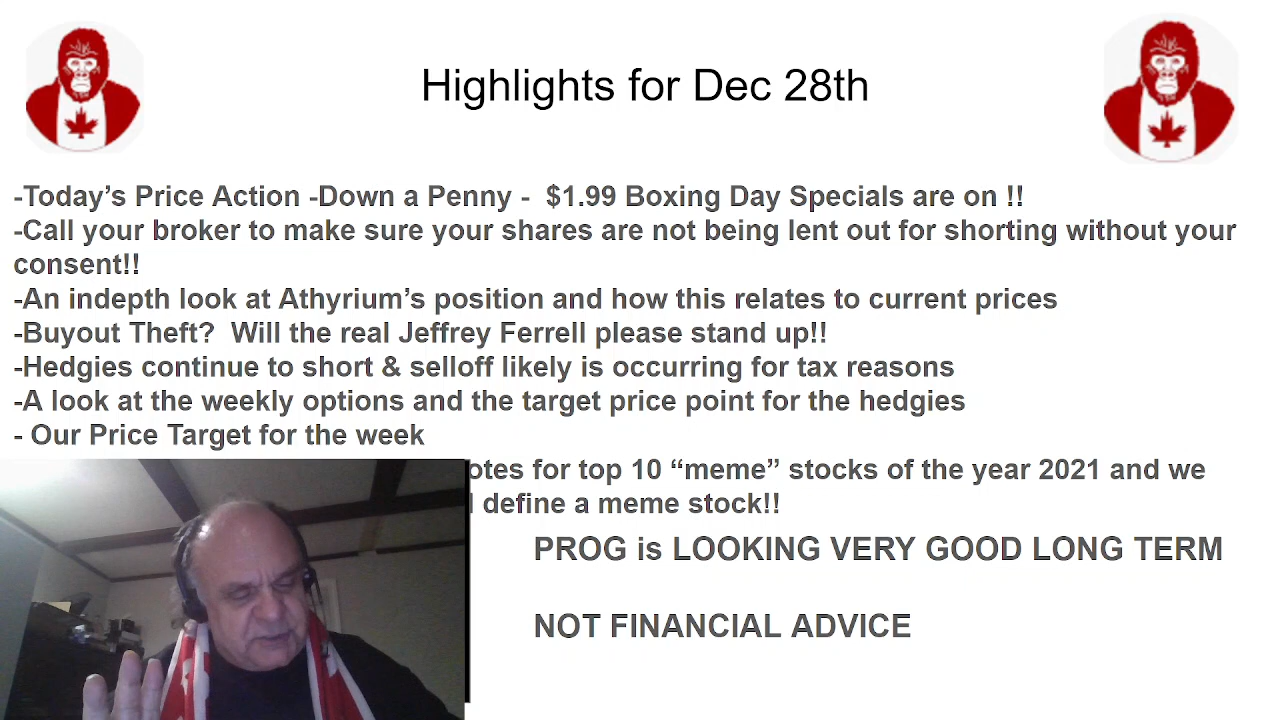 Highlights for Dec 28th
-Today's Price Action -Down a Penny -  $1.99 Boxing Day Specials are on !!
-Call your broker to make sure your shares are not being lent out for shorting without your
consent!!
-An indepth look at Athyrium's position and how this relates to current prices
-Buyout Theft?  Will the real Jeffrey Ferrell please stand up!!
-Hedgies continue to short & selloff likely is occurring for tax reasons
-A look at the weekly options and the target price point for the hedgies
- Our Price Target for the week
for top 10 “meme” stocks of the year 2021 and we
define a meme stock!!
PROG is LOOKING VERY GOOD LONG TERM
NOT FINANCIAL ADVICE